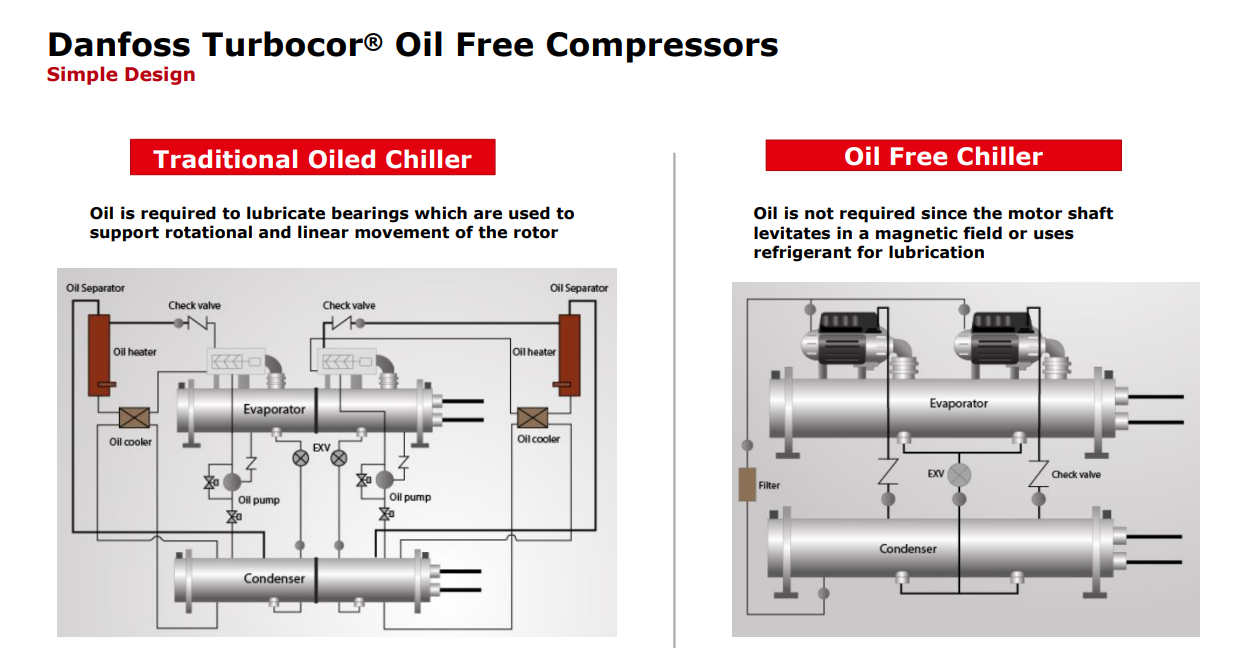 Danfoss Turbocor® Oil Free Compressors
Simple Design
Traditional Oiled Chiller
Oil is required to lubricate bearings which are used to
support rotational and linear movement of the rotor
Oil Separator
Oil Separator
Check valve
Check valve
Oil heater
Oil heater
Evaporator
Oil cooler
Oil cooler
EXV
Oil pump
Oil pump
Condenser
Oil Free Chiller
Oil is not required since the motor shaft
levitates in a magnetic field or uses
refrigerant for lubrication
Evaporator
EXV
Check valve
Filter
Condenser